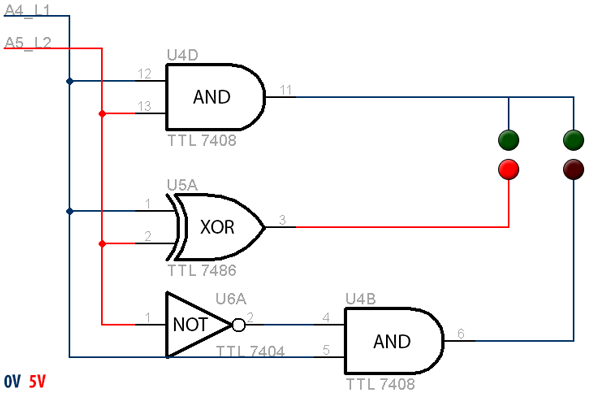 A4_L1
A5_L2
U4D
12
AND
11
13
TTL 7408
U5A
1
XOR
3
2
TTL 7486
U6A
U4B
1
NOT
2
4
AND
6
TTL 7404
5
0V 5V
TTL 7408